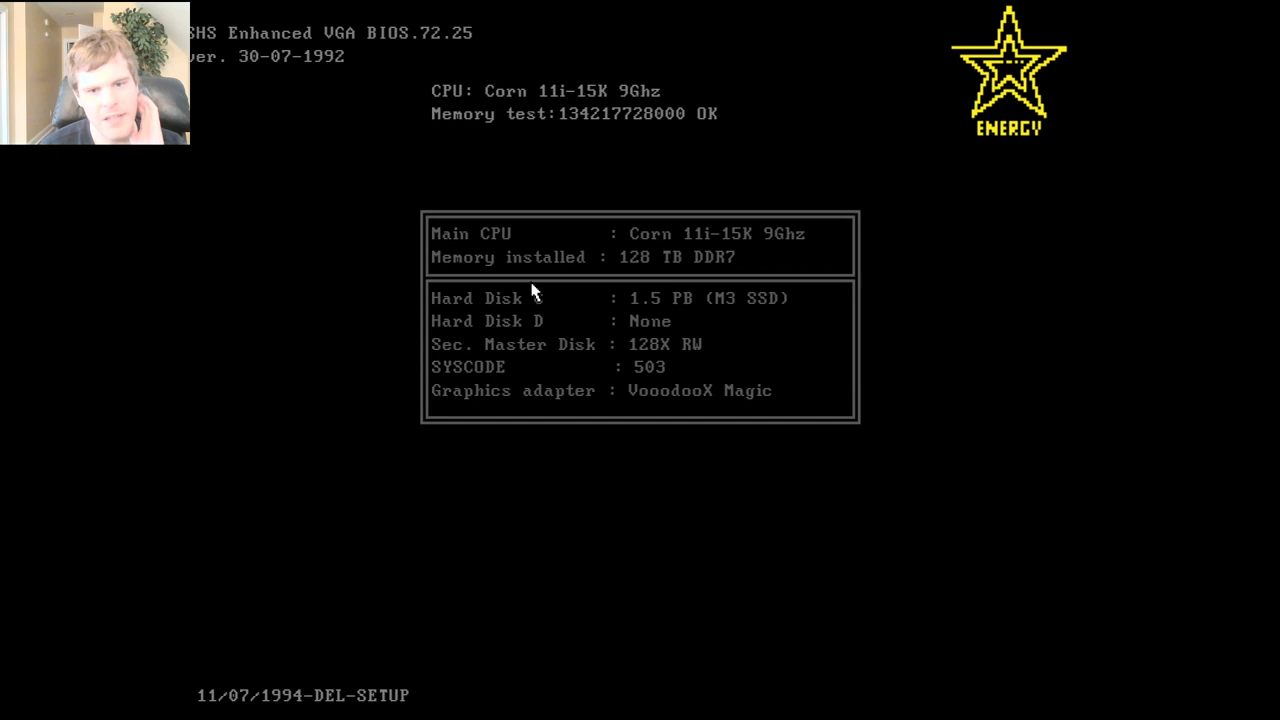 SHS Enhanced VGA BIOS.72.25
ver. 30-07-1992
CPU: Corn 11i-15K 9Ghz
Memory test:134217728000 OK
ENERGY
Main CPU : Corn 11i-15K 9Ghz
Memory installed : 128 TB DDR7
Hard Disk C : 1.5 PB (M3 SSD)
Hard Disk D : None
Sec. Master Disk : 128X RW
SYSCODE : 503
Graphics adapter : VooodooX Magic
11/07/1994-DEL-SETUP